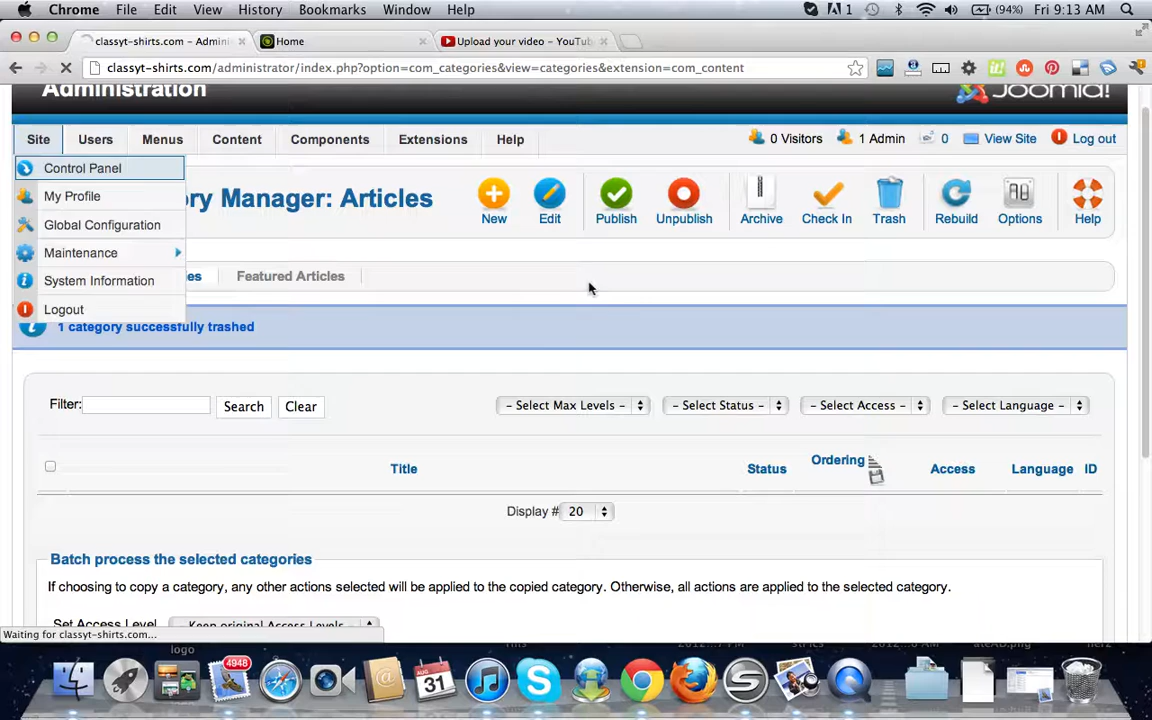 Chrome File Edit View History Bookmarks Window Help 1 (94%) Fri 9:13 AM
classyt-shirts.com – Admini Home Upload your video – YouTu
classyt-shirts.com/administrator/index.php?option=com_categories&view=categories&extension=com_content
Administration Joomla!
Site Users Menus Content Components Extensions Help 0 Visitors 1 Admin 0 View Site Log out
Control Panel
My Profile
Global Configuration
Maintenance
System Information
Logout
ry Manager: Articles
New Edit Publish Unpublish Archive Check In Trash Rebuild Options Help
es Featured Articles
1 category successfully trashed
Filter: Search Clear – Select Max Levels – – Select Status – – Select Access – – Select Language –
Title Status Ordering Access Language ID
Display # 20
Batch process the selected categories
If choosing to copy a category, any other actions selected will be applied to the copied category. Otherwise, all actions are applied to the selected category.
Set Access Level – Keep original Access Levels –
Waiting for classyt-shirts.com...
logo
4948
31